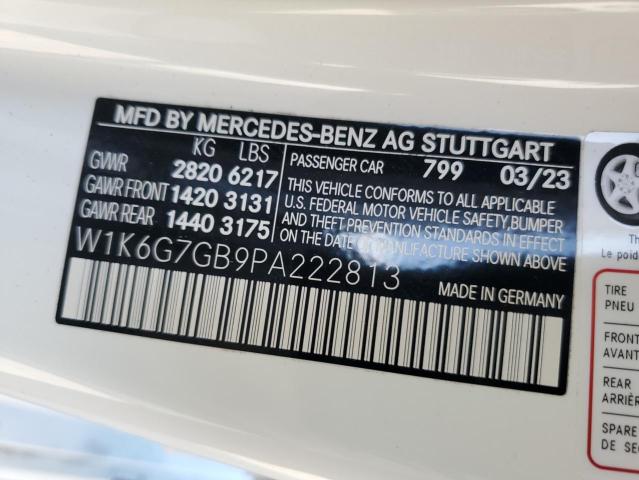 MFD BY MERCEDES-BENZ AG STUTTGART
KG LBS
GVWR 2820 6217
GAWR FRONT 1420 3131
GAWR REAR 1440 3175
PASSENGER CAR 799 03/23
THIS VEHICLE CONFORMS TO ALL APPLICABLE
U.S. FEDERAL MOTOR VEHICLE SAFETY, BUMPER
AND THEFT PREVENTION STANDARDS IN EFFECT
ON THE DATE OF MANUFACTURE SHOWN ABOVE
W1K6G7GB9PA222813
MADE IN GERMANY
Th
Le poid
TIRE
PNEU
FRONT
AVANT
REAR
ARRIÈR
SPARE
DE SE